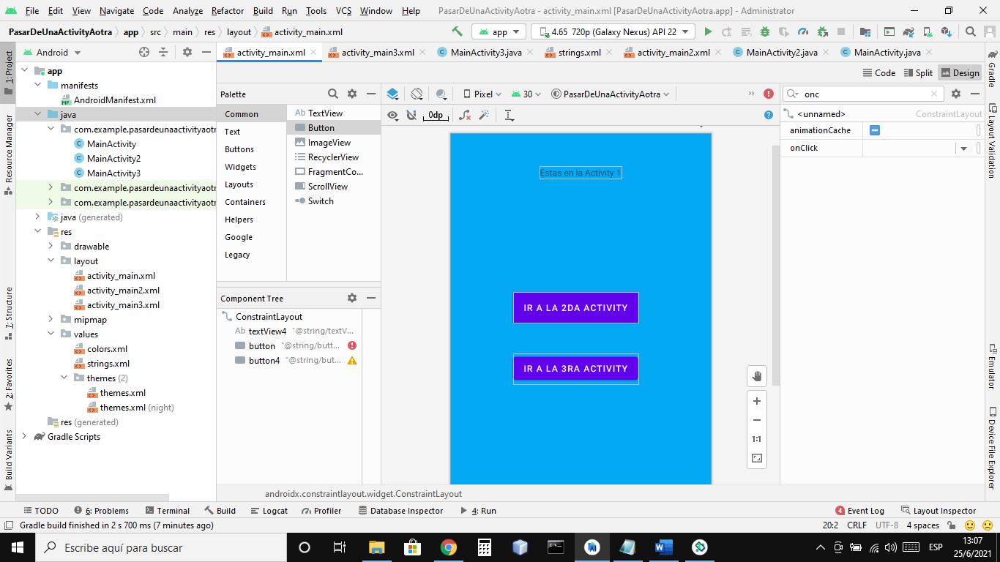 File Edit View Navigate Code Analyze Refactor Build Run Tools VCS Window Help PasarDeUnaActivityAotra - activity_main.xml [PasarDeUnaActivityAotra.app] - Administrator
PasarDeUnaActivityAotra app src main res layout activity_main.xml app 4.65 720p (Galaxy Nexus) API 22
1: Project
Resource Manager
7: Structure
2: Favorites
Build Variants
Android
app
manifests
AndroidManifest.xml
java
com.example.pasardeunaactivityaotr
MainActivity
MainActivity2
MainActivity3
com.example.pasardeunaactivityaotr
com.example.pasardeunaactivityaotr
java (generated)
res
drawable
layout
activity_main.xml
activity_main2.xml
activity_main3.xml
mipmap
values
colors.xml
strings.xml
themes (2)
themes.xml
themes.xml (night)
res (generated)
Gradle Scripts
activity_main.xml activity_main3.xml MainActivity3.java strings.xml activity_main2.xml MainActivity2.java MainActivity.java
Code Split Design
Palette
Common
Text
Buttons
Widgets
Layouts
Containers
Helpers
Google
Legacy
Ab TextView
Button
ImageView
RecyclerView
FragmentCo...
ScrollView
Switch
Component Tree
ConstraintLayout
Ab textView4 "@string/textV...
button "@string/butt...
button4 "@string/but...
Pixel 30 PasarDeUnaActivityAotra
0dp
Estas en la Activity 1
IR A LA 2DA ACTIVITY
IR A LA 3RA ACTIVITY
1:1
androidx.constraintlayout.widget.ConstraintLayout
onc
<unnamed> ConstraintLayout
animationCache
onClick
Gradle
Layout Validation
Emulator
Device File Explorer
TODO 6: Problems Terminal Build Logcat Profiler Database Inspector 4: Run 4 Event Log Layout Inspector
Gradle build finished in 2 s 700 ms (7 minutes ago) 20:2 CRLF UTF-8 4 spaces
Escribe aquí para buscar
ESP
13:07
25/6/2021